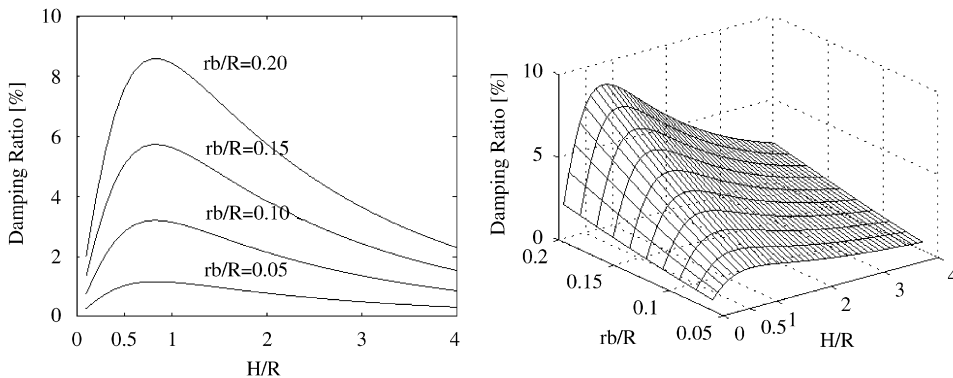 10
8
6
4
2
0
Damping Ratio [%]
rb/R=0.20
rb/R=0.15
rb/R=0.10
rb/R=0.05
0 0.5 1 2 3 4
H/R
10
5
0
Damping Ratio [%]
0.2
0.15
0.1
0.05
rb/R
0 0.5 1 2 3 4
H/R